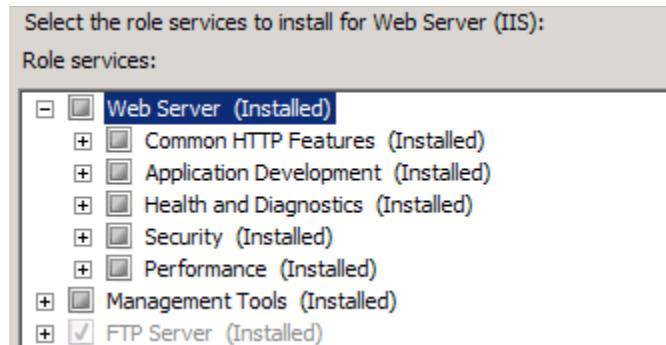 Select the role services to install for Web Server (IIS):
Role services:
Web Server (Installed)
Common HTTP Features (Installed)
Application Development (Installed)
Health and Diagnostics (Installed)
Security (Installed)
Performance (Installed)
Management Tools (Installed)
FTP Server (Installed)